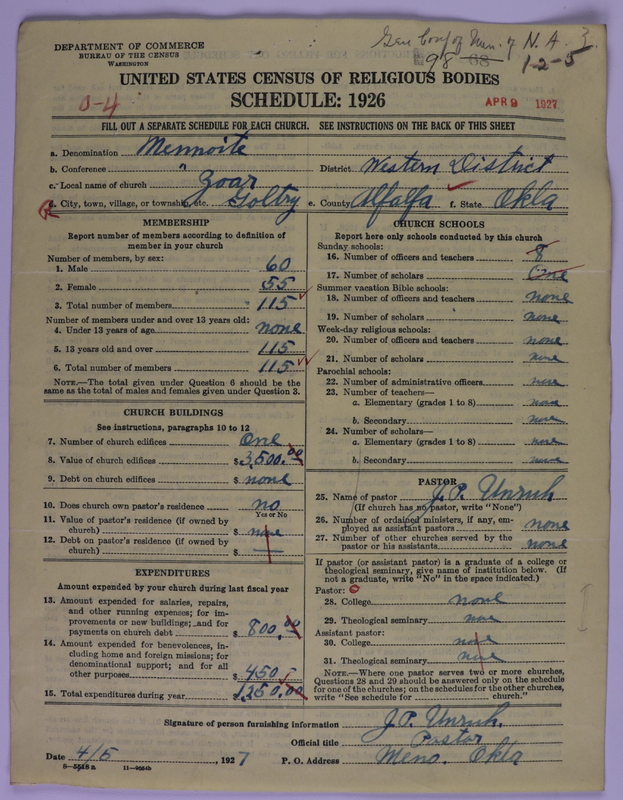 DEPARTMENT OF COMMERCE
BUREAU OF THE CENSUS
WASHINGTON
Gen Conf of Men. of N. A. 3.
98 68 1-2-5
UNITED STATES CENSUS OF RELIGIOUS BODIES
SCHEDULE: 1926
0-4
APR 9 1927
FILL OUT A SEPARATE SCHEDULE FOR EACH CHURCH. SEE INSTRUCTIONS ON THE BACK OF THIS SHEET
a. Denomination Mennoite
b. Conference " District Western District
c. Local name of church Zoar
d. City, town, village, or township, etc. Goltry e. County Alfalfa f. State Okla
MEMBERSHIP
Report number of members according to definition of
member in your church
Number of members, by sex:
1. Male 60
2. Female 55
3. Total number of members 115
Number of members under and over 13 years old:
4. Under 13 years of age none
5. 13 years old and over 115
6. Total number of members 115
NOTE.—The total given under Question 6 should be
the same as the total of males and females given under Question 3.
CHURCH BUILDINGS
See instructions, paragraphs 10 to 12
7. Number of church edifices One
8. Value of church edifices $3,500.00
9. Debt on church edifices $ none
10. Does church own pastor's residence no
Yes or No
11. Value of pastor's residence (if owned by
church) $ none
12. Debt on pastor's residence (if owned by
church) $
EXPENDITURES
Amount expended by your church during last fiscal year
13. Amount expended for salaries, repairs,
and other running expenses; for im-
provements or new buildings; and for
payments on church debt $ 800.00
14. Amount expended for benevolences, in-
cluding home and foreign missions; for
denominational support; and for all
other purposes $ 450
15. Total expenditures during year $1250.00
CHURCH SCHOOLS
Report here only schools conducted by this church
Sunday schools:
16. Number of officers and teachers 8
17. Number of scholars One
Summer vacation Bible schools:
18. Number of officers and teachers none
19. Number of scholars none
Week-day religious schools:
20. Number of officers and teachers none
21. Number of scholars none
Parochial schools:
22. Number of administrative officers none
23. Number of teachers—
a. Elementary (grades 1 to 8) none
b. Secondary none
24. Number of scholars—
a. Elementary (grades 1 to 8) none
b. Secondary none
PASTOR
25. Name of pastor J. P. Unruh
(If church has no pastor, write "None")
26. Number of ordained ministers, if any, em-
ployed as assistant pastors none
27. Number of other churches served by the
pastor or his assistants none
If pastor (or assistant pastor) is a graduate of a college or
theological seminary, give name of institution below. (If
not a graduate, write "No" in the space indicated.)
Pastor: 0
28. College none
29. Theological seminary none
Assistant pastor:
30. College none
31. Theological seminary none
NOTE.—Where one pastor serves two or more churches,
Questions 28 and 29 should be answered only on the schedule
for one of the churches; on the schedules for the other churches,
write "See schedule for church."
Signature of person furnishing information J. P. Unruh.
Official title Pastor
Date 4/5, 1927 P. O. Address Meno. Okla
8—5518 a 11—9054b